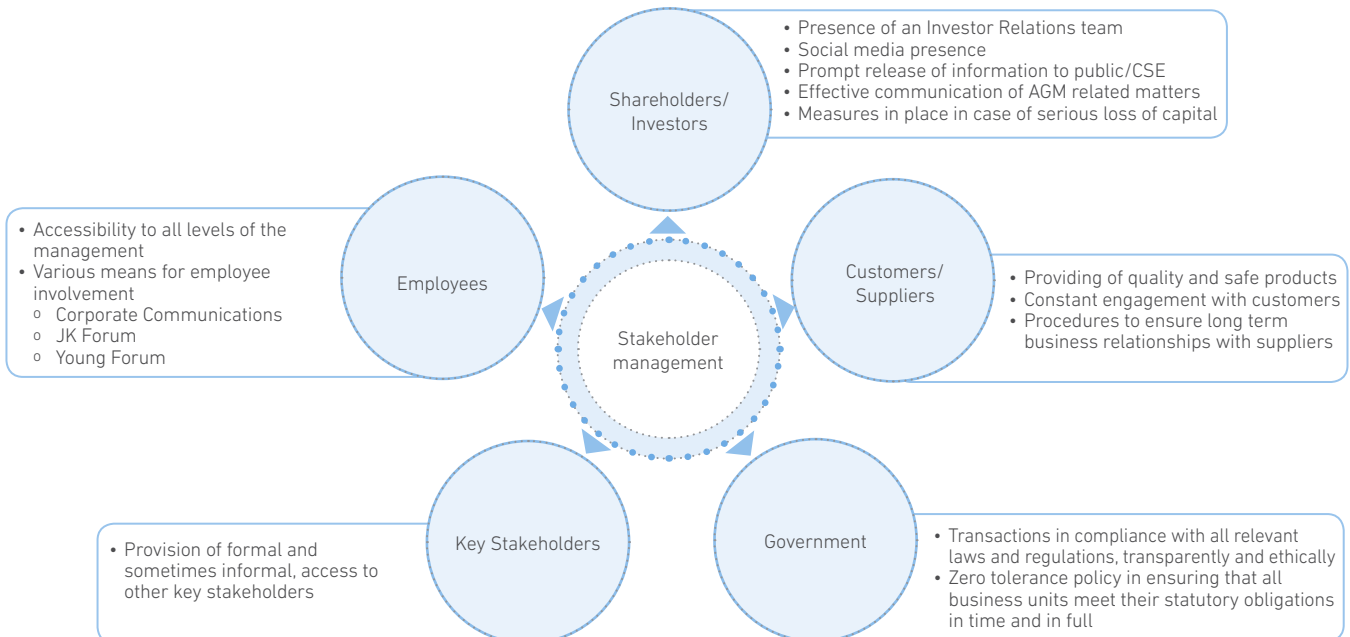 Shareholders/
Investors
• Presence of an Investor Relations team
• Social media presence
• Prompt release of information to public/CSE
• Effective communication of AGM related matters
• Measures in place in case of serious loss of capital
• Accessibility to all levels of the
management
• Various means for employee
involvement
o Corporate Communications
o JK Forum
o Young Forum
Employees
Customers/
Suppliers
• Providing of quality and safe products
• Constant engagement with customers
• Procedures to ensure long term
business relationships with suppliers
Stakeholder
management
• Provision of formal and
sometimes informal, access to
other key stakeholders
Key Stakeholders
Government
• Transactions in compliance with all relevant
laws and regulations, transparently and ethically
• Zero tolerance policy in ensuring that all
business units meet their statutory obligations
in time and in full